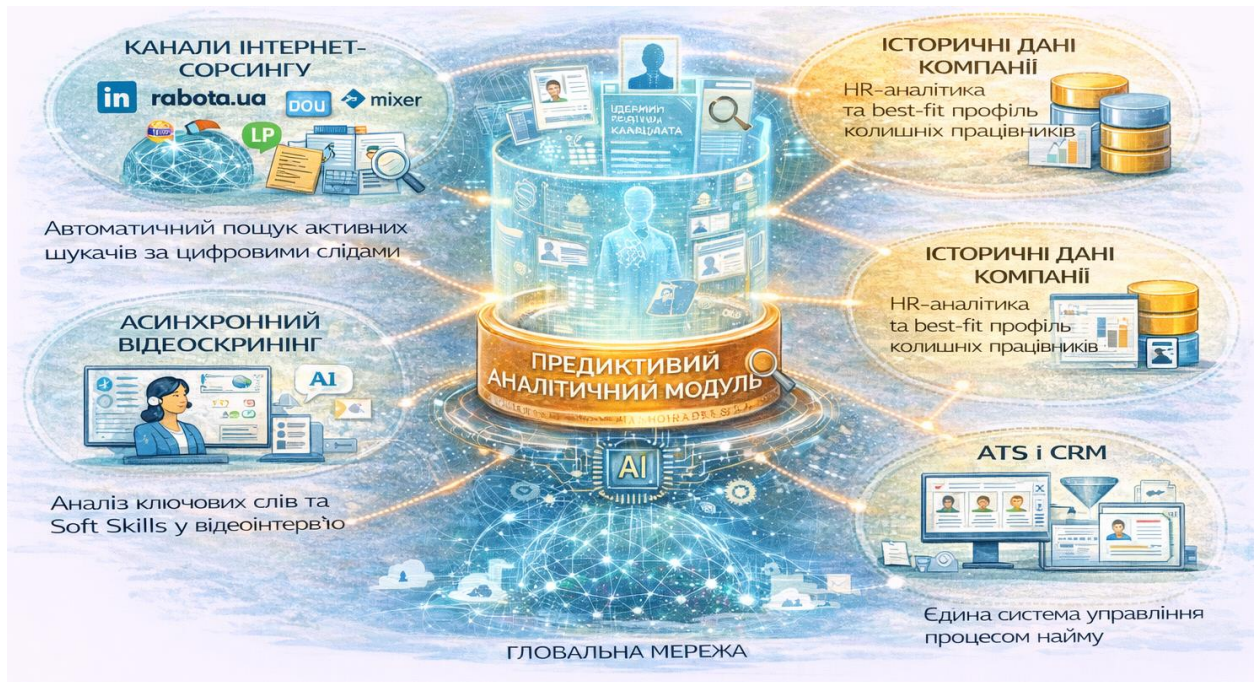 КАНАЛИ ІНТЕРНЕТ-
СОРСИНГУ
in rabota.ua DOU mixer
LP
Автоматичний пощук активних
шукачів за цифровими слідами
АСИНХРОННИЙ
ВІДЕОСКРИНІНГ
AI
Аналіз ключових слів та
Soft Skills у відеоінтерв'ю
КАНДИДАТА
ПРЕДИКТИВИЙ
АНАЛІТИЧНИЙ МОДУЛЬ
AI
ГЛОВАЛЬНА МЕРЕЖА
ІСТОРИЧНІ ДАНІ
КОМПАНІЇ
HR-аналітика
та best-fit профіль
колишніх працівників
ІСТОРИЧНІ ДАНІ
КОМПАНІЇ
HR-аналітика
та best-fit профіль
колишніх працівників
ATS і CRM
Єдина система управління
процесом найму